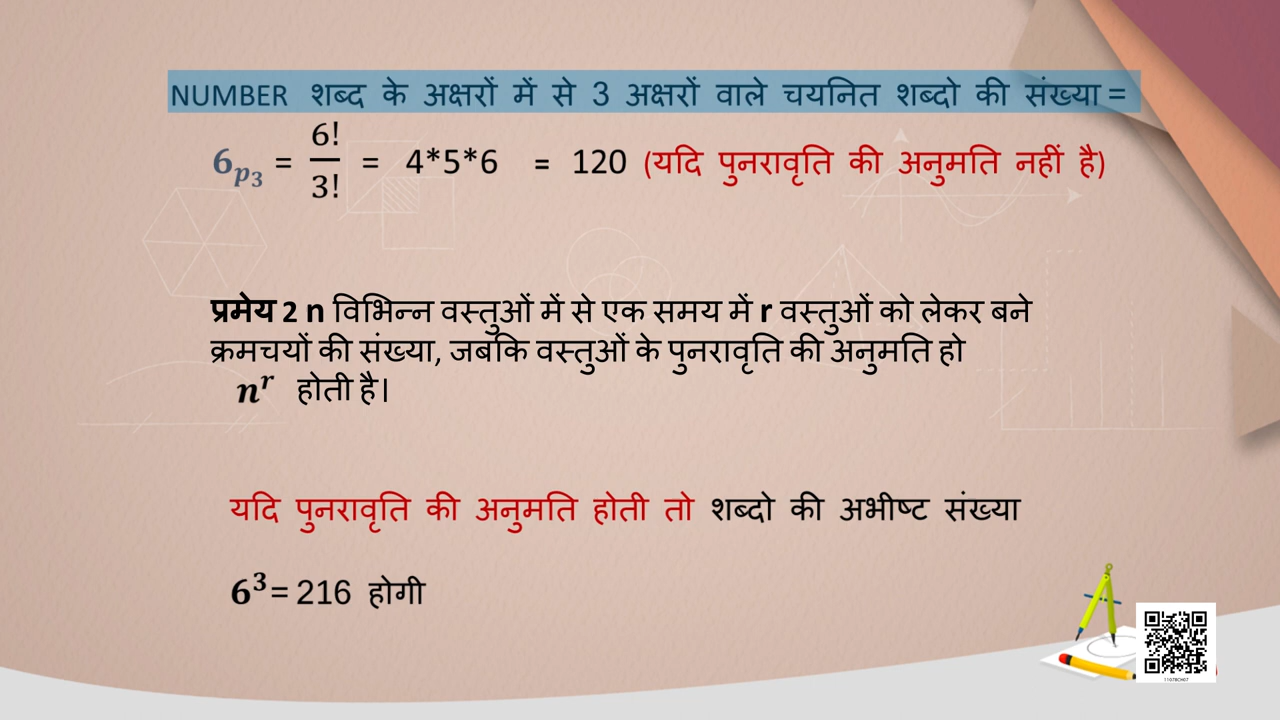 NUMBER शब्द के अक्षरों में से 3 अक्षरों वाले चयनित शब्दो की संख्या =
6p₃ = 6!/3! = 4*5*6 = 120 (यदि पुनरावृति की अनुमति नहीं है)
प्रमेय 2 n विभिन्न वस्तुओं में से एक समय में r वस्तुओं को लेकर बने
क्रमचयों की संख्या, जबकि वस्तुओं के पुनरावृति की अनुमति हो
nʳ होती है।
यदि पुनरावृति की अनुमति होती तो शब्दो की अभीष्ट संख्या
6³= 216 होगी